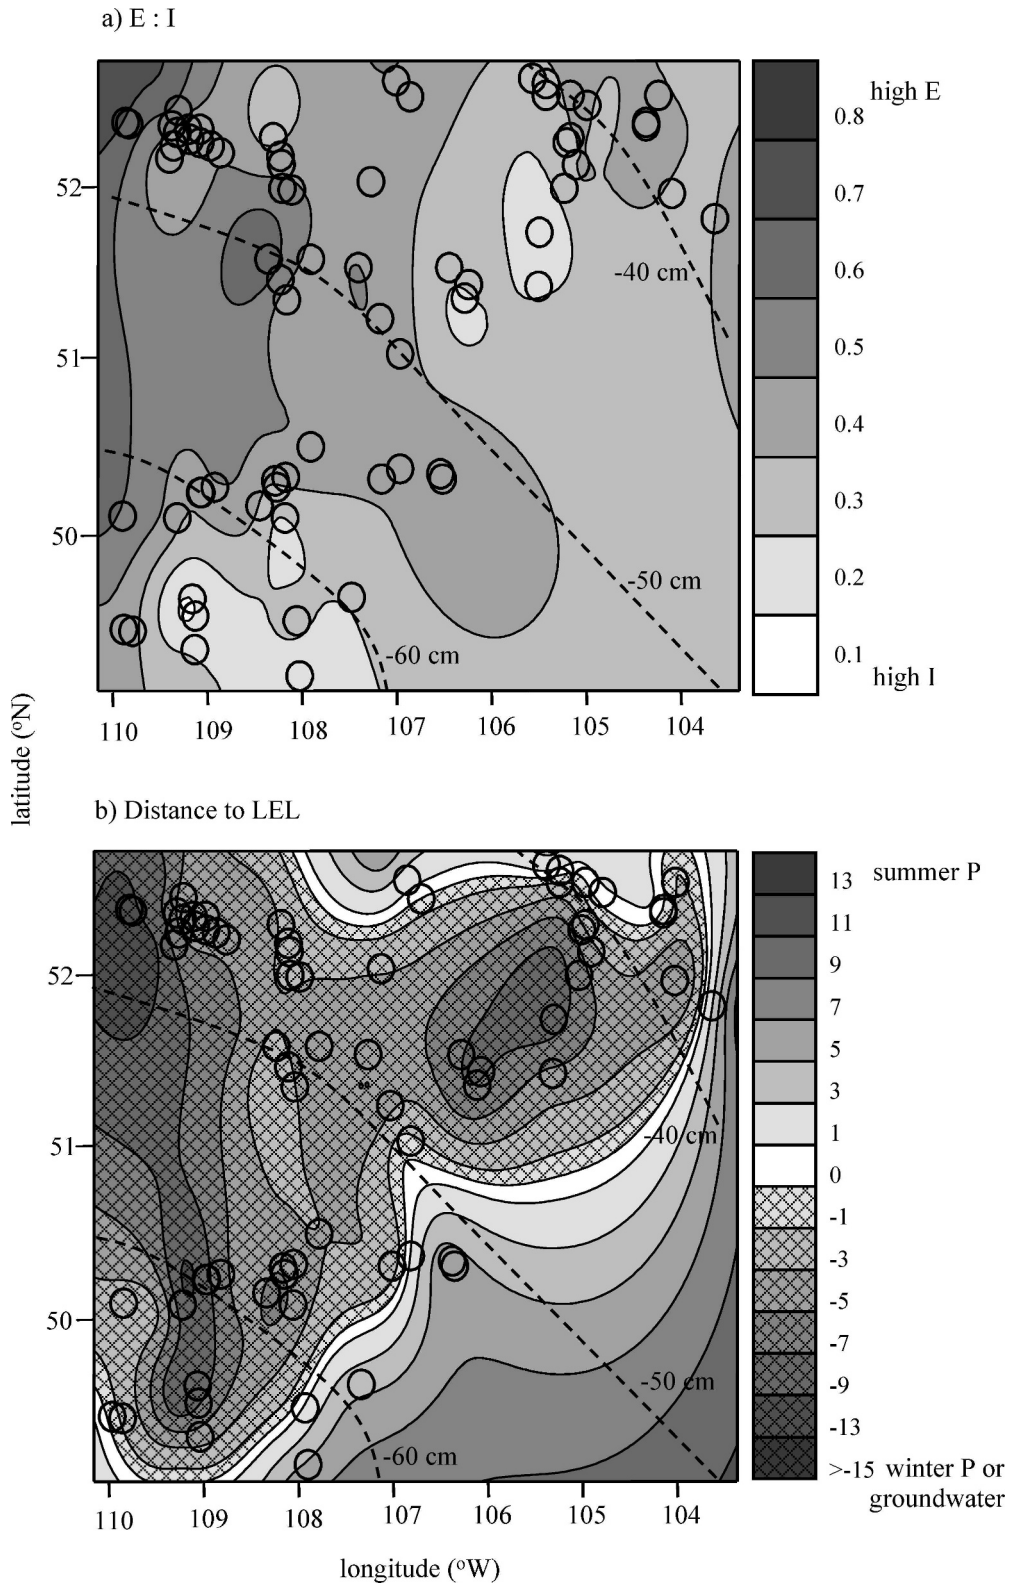 a) E : I
high E
0.8
0.7
0.6
0.5
0.4
0.3
0.2
0.1
high I
52
51
50
-40 cm
-50 cm
-60 cm
110 109 108 107 106 105 104
latitude (°N)
b) Distance to LEL
13 summer P
11
9
7
5
3
1
0
-1
-3
-5
-7
-9
-13
>-15 winter P or
groundwater
52
51
50
-40 cm
-50 cm
-60 cm
110 109 108 107 106 105 104
longitude (°W)